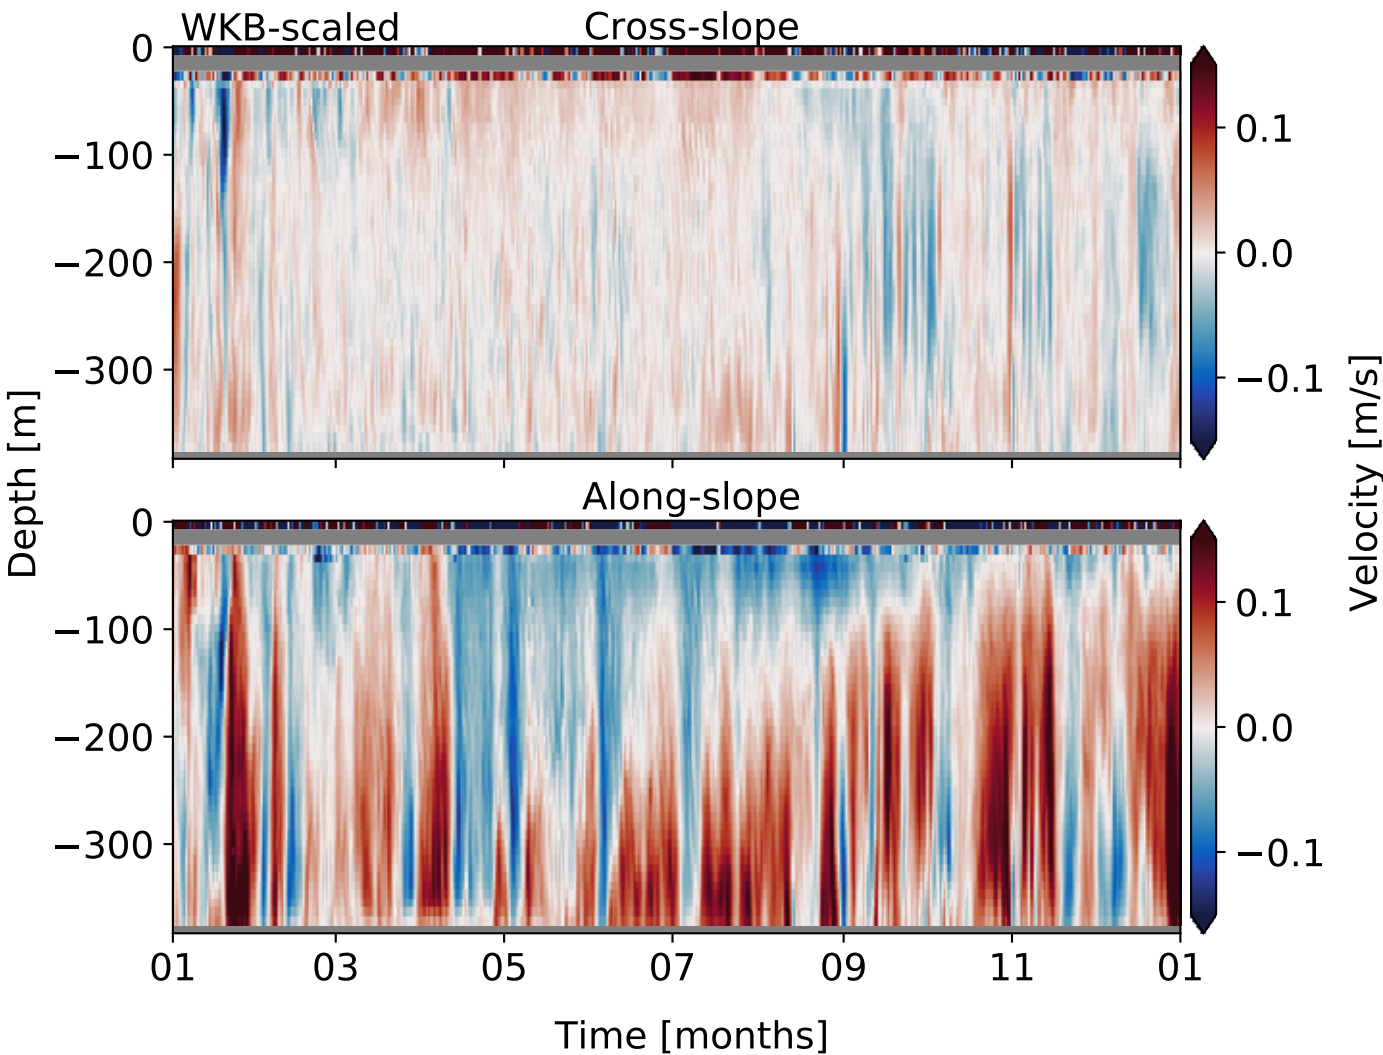 WKB-scaled Cross-slope
0
−100
−200
−300
0.1
0.0
−0.1
Along-slope
0
−100
−200
−300
0.1
0.0
−0.1
Depth [m]
Velocity [m/s]
01 03 05 07 09 11 01
Time [months]